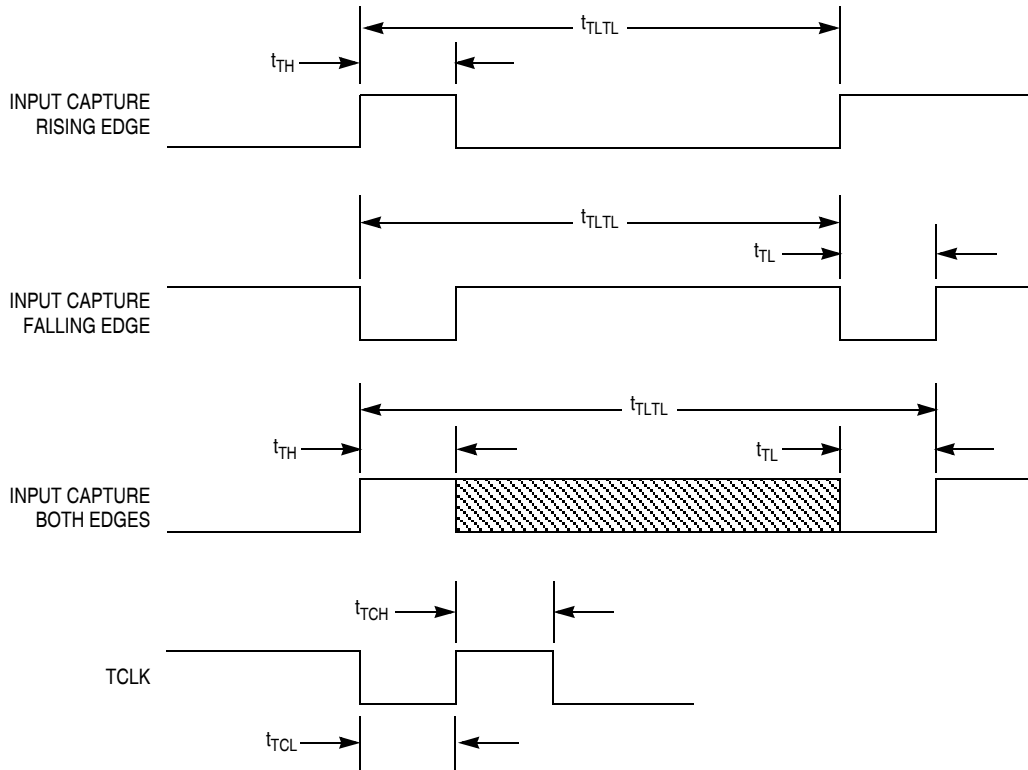 tTLTL
tTH
INPUT CAPTURE
RISING EDGE
tTLTL
tTL
INPUT CAPTURE
FALLING EDGE
tTLTL
tTH
tTL
INPUT CAPTURE
BOTH EDGES
tTCH
TCLK
tTCL